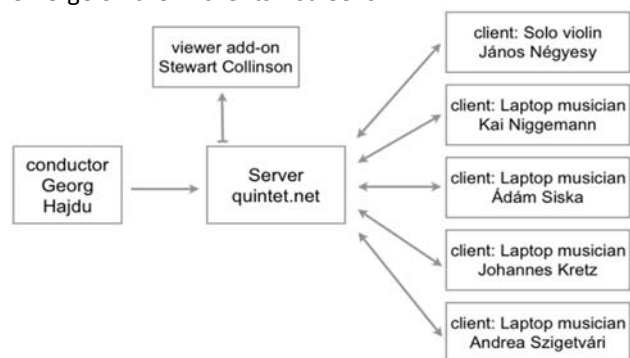 viewer add-on
Stewart Collinson
conductor
Georg
Hajdu
Server
quintet.net
client: Solo violin
János Négyesy
client: Laptop musician
Kai Niggemann
client: Laptop musician
Ádám Siska
client: Laptop musician
Johannes Kretz
client: Laptop musician
Andrea Szigetvári